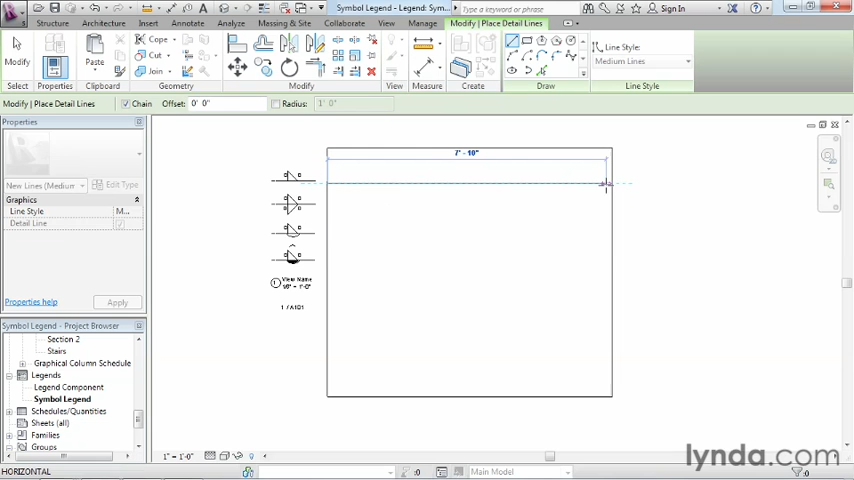 Symbol Legend - Legend: Sym...
Type a keyword or phrase
Sign In
Structure Architecture Insert Annotate Analyze Massing & Site Collaborate View Manage Modify | Place Detail Lines
Modify
Properties
Paste
Cope
Cut
Join
Line Style:
Medium Lines
Select Properties Clipboard Geometry Modify View Measure Create Draw Line Style
Modify | Place Detail Lines Chain Offset: 0' 0" Radius: 1' 0"
Properties
New Lines (Medium
Edit Type
Graphics
Line Style M...
Detail Line
Properties help Apply
Symbol Legend - Project Browser
Section 2
Stairs
Graphical Column Schedule
Legends
Legend Component
Symbol Legend
Schedules/Quantities
Sheets (all)
Families
Groups
7' - 10"
1
View Name
1/8" = 1'-0"
1 / A101
1" = 1'-0"
HORIZONTAL
:0
Main Model
:0
lynda.com